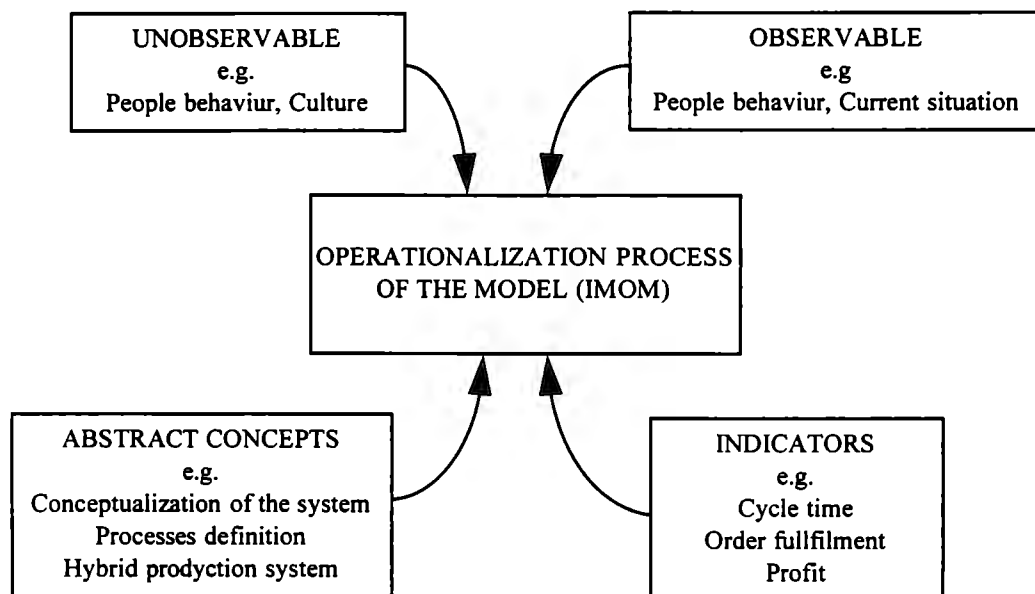 UNOBSERVABLE
e.g.
People behaviur, Culture
OBSERVABLE
e.g
People behaviur, Current situation
OPERATIONALIZATION PROCESS
OF THE MODEL (IMOM)
ABSTRACT CONCEPTS
e.g.
Conceptualization of the system
Processes definition
Hybrid prodyction system
INDICATORS
e.g.
Cycle time
Order fullfilment
Profit